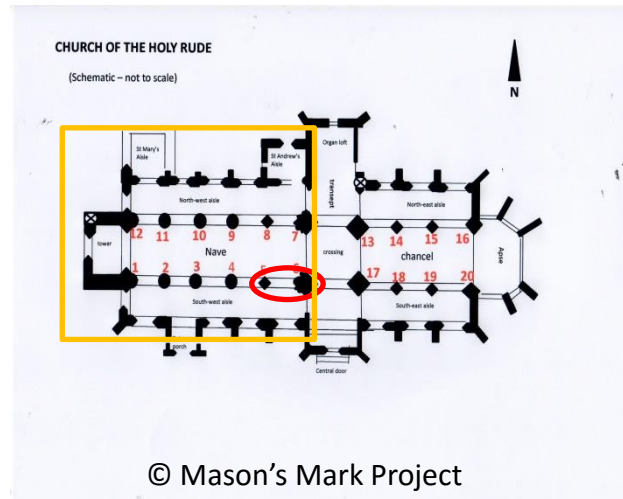 CHURCH OF THE HOLY RUDE
(Schematic – not to scale)
N
St Mary's
Aisle
St Andrew's
Aisle
Organ loft
transept
North-west aisle
North-east aisle
12 11 10 9 8 7
13 14 15 16
tower
Nave
crossing
chancel
Apse
1 2 3 4 5 6
17 18 19 20
South-west aisle
South-east aisle
porch
Central door
© Mason's Mark Project